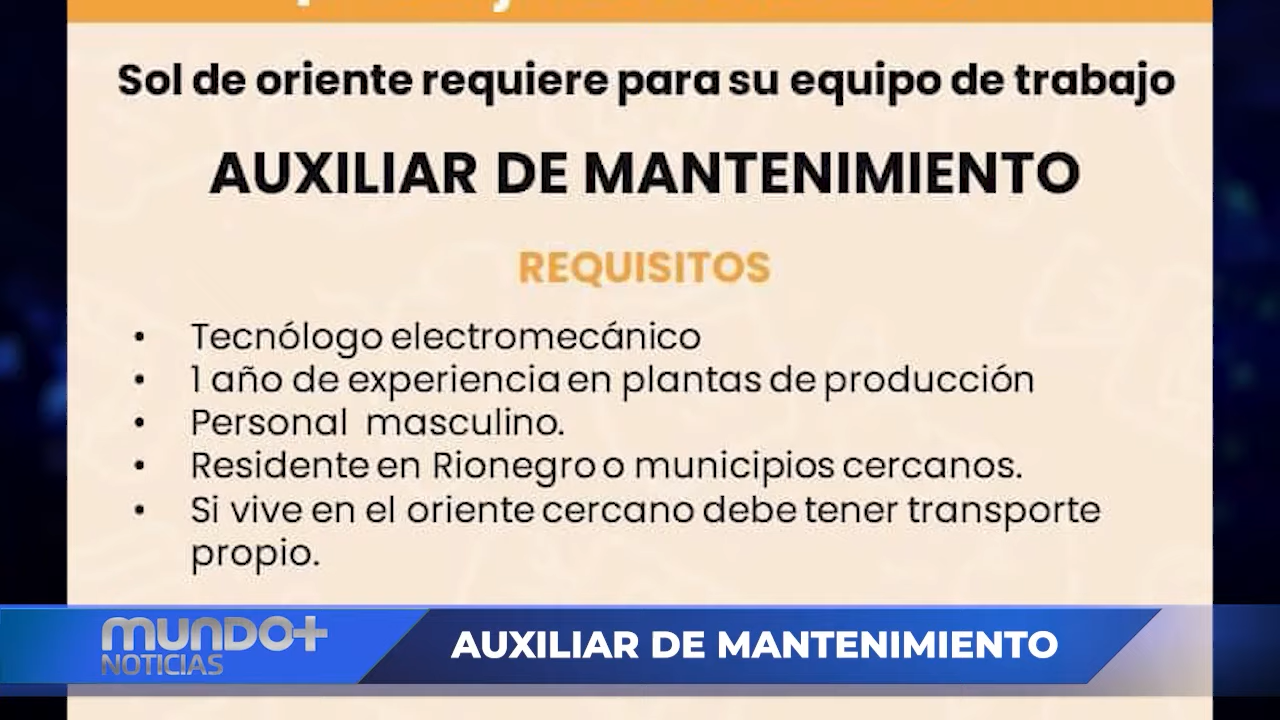 Sol de oriente requiere para su equipo de trabajo
AUXILIAR DE MANTENIMIENTO
REQUISITOS
• Tecnólogo electromecánico
• 1 año de experiencia en plantas de producción
• Personal masculino.
• Residente en Rionegro o municipios cercanos.
• Si vive en el oriente cercano debe tener transporte
propio.
MUNDO+
NOTICIAS
AUXILIAR DE MANTENIMIENTO